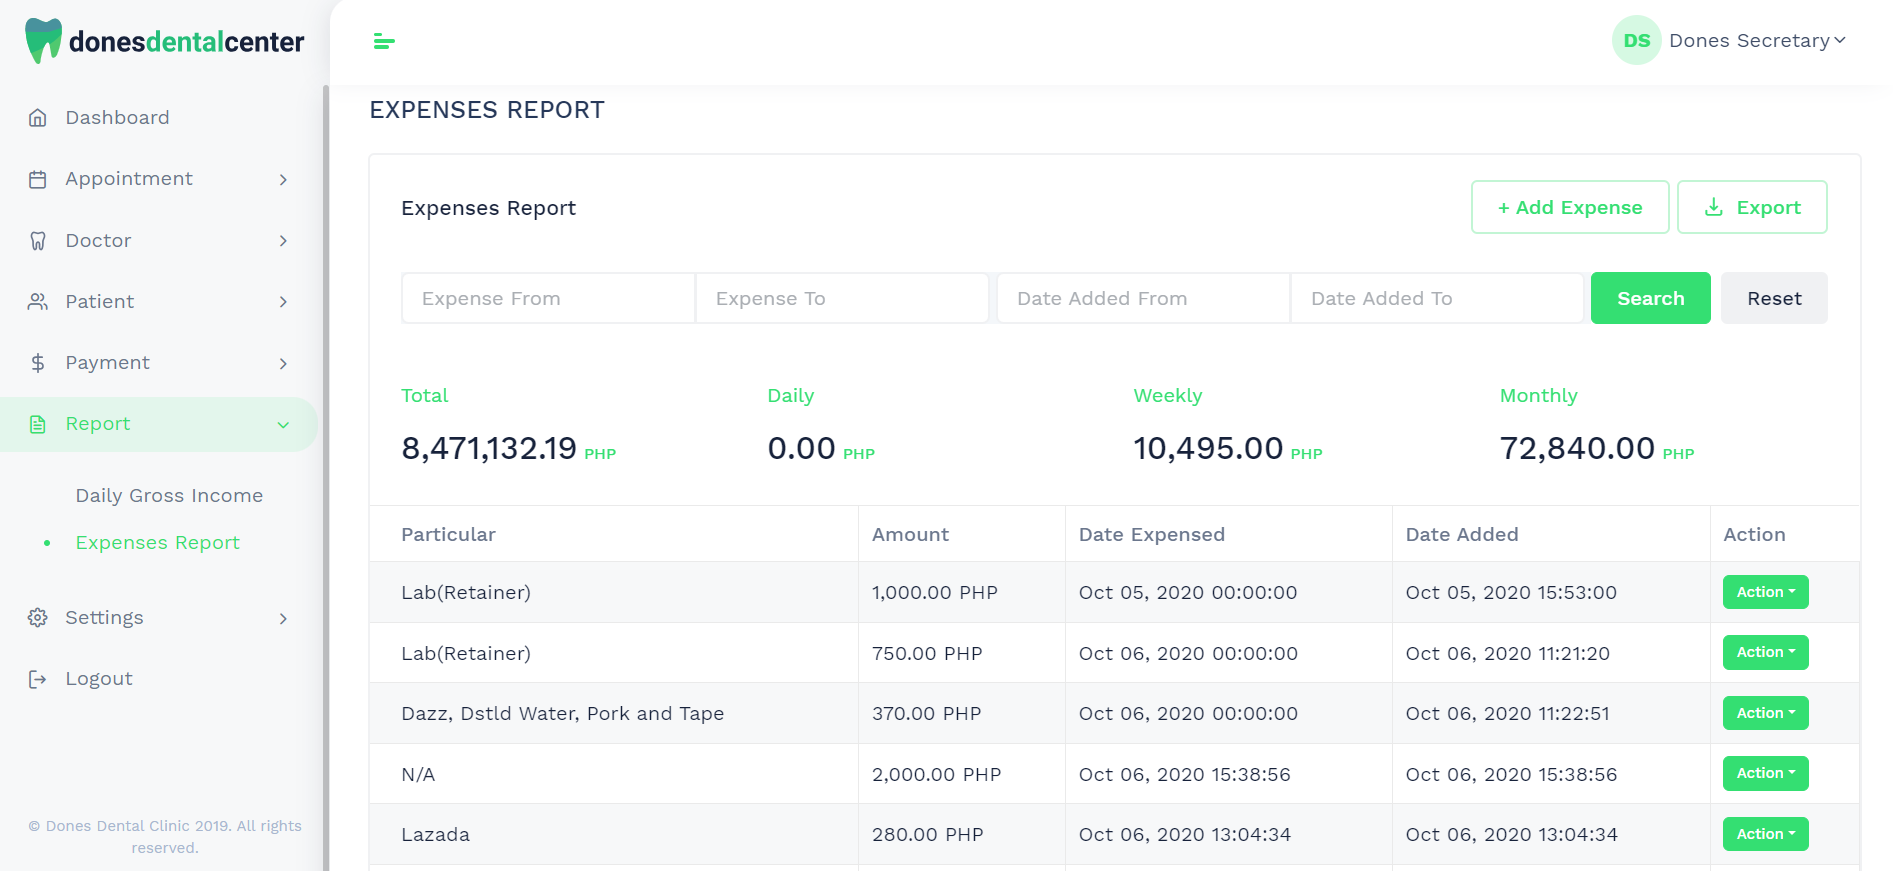 donesdentalcenter
DS Dones Secretary
Dashboard
Appointment
Doctor
Patient
Payment
Report
Daily Gross Income
Expenses Report
Settings
Logout
© Dones Dental Clinic 2019. All rights
reserved.
EXPENSES REPORT
Expenses Report
+ Add Expense Export
Expense From Expense To Date Added From Date Added To Search Reset
Total Daily Weekly Monthly
8,471,132.19 PHP 0.00 PHP 10,495.00 PHP 72,840.00 PHP
Particular Amount Date Expensed Date Added Action
Lab(Retainer) 1,000.00 PHP Oct 05, 2020 00:00:00 Oct 05, 2020 15:53:00 Action
Lab(Retainer) 750.00 PHP Oct 06, 2020 00:00:00 Oct 06, 2020 11:21:20 Action
Dazz, Dstld Water, Pork and Tape 370.00 PHP Oct 06, 2020 00:00:00 Oct 06, 2020 11:22:51 Action
N/A 2,000.00 PHP Oct 06, 2020 15:38:56 Oct 06, 2020 15:38:56 Action
Lazada 280.00 PHP Oct 06, 2020 13:04:34 Oct 06, 2020 13:04:34 Action